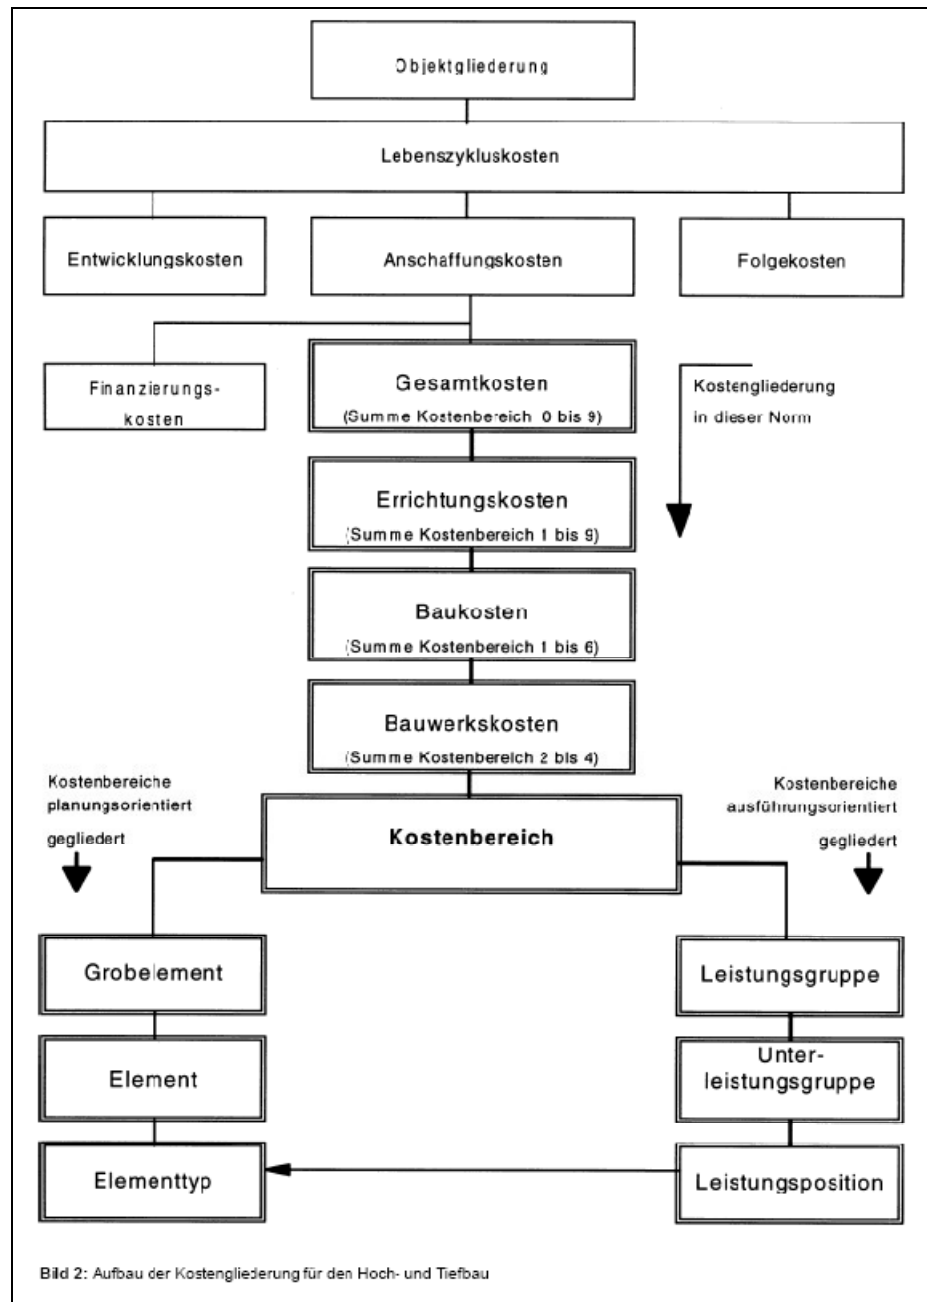 Objektgliederung
Lebenszykluskosten
Entwicklungskosten
Anschaffungskosten
Folgekosten
Finanzierungs-
kosten
Gesamtkosten
(Summe Kostenbereich 0 bis 9)
Kostengliederung
in dieser Norm
Errichtungskosten
(Summe Kostenbereich 1 bis 9)
Baukosten
(Summe Kostenbereich 1 bis 6)
Bauwerkskosten
(Summe Kostenbereich 2 bis 4)
Kostenbereiche
planungsorientiert
gegliedert
Kostenbereiche
ausführungsorientiert
gegliedert
Kostenbereich
Grobelement
Leistungsgruppe
Element
Unter-
leistungsgruppe
Elementtyp
Leistungsposition
Bild 2: Aufbau der Kostengliederung für den Hoch- und Tiefbau